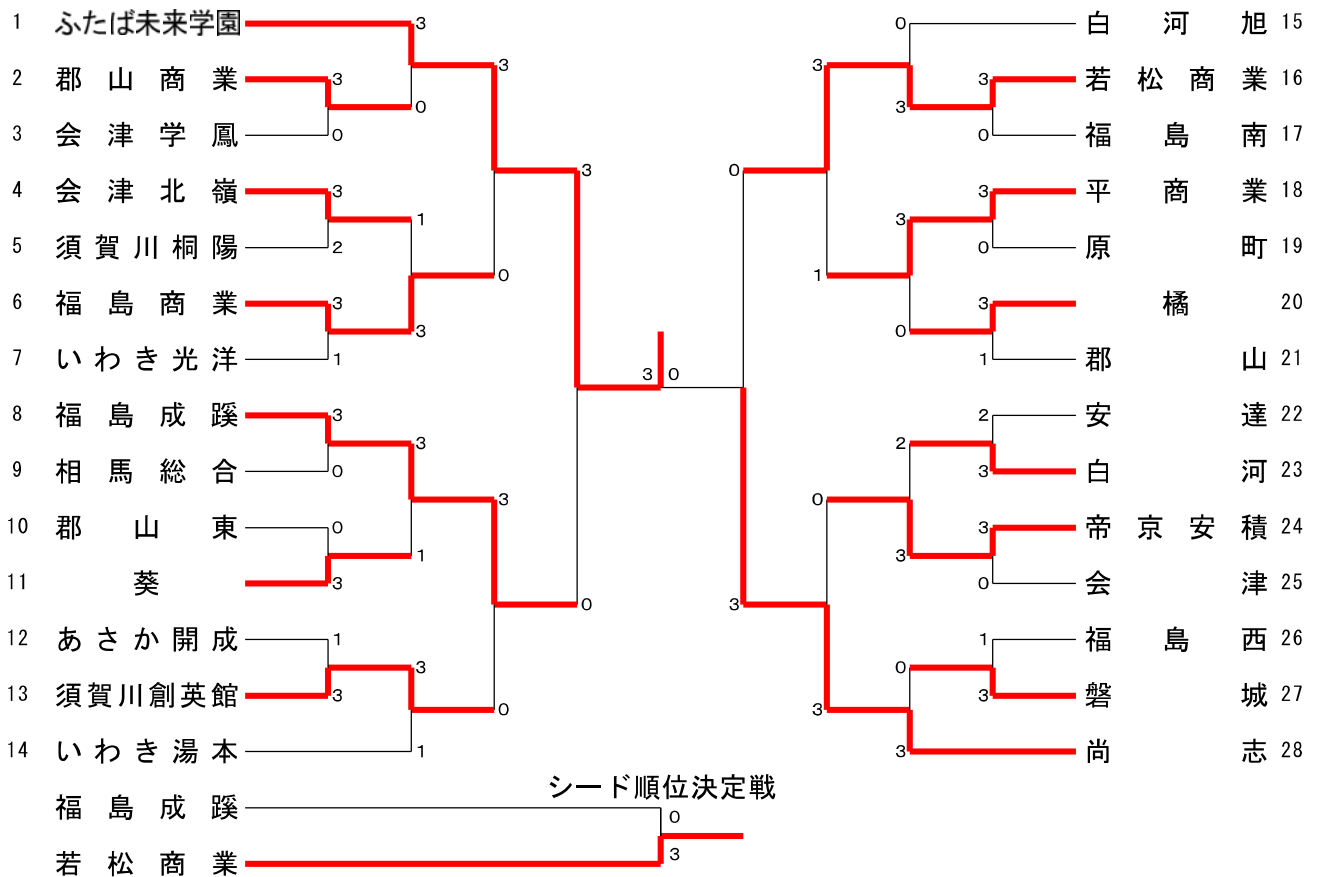 1 ふたば未来学園 3 0 白河旭 15
3 3
2 郡山商業 3 3 若松商業 16
0 3
3 会津学鳳 0 0 福島南 17
3 0
4 会津北嶺 3 3 平商業 18
1 3
5 須賀川桐陽 2 0 原町 19
0 1
6 福島商業 3 3 橘 20
3 0
7 いわき光洋 1 1 郡山 21
3 0
8 福島成蹊 3 2 安達 22
3 2
9 相馬総合 0 3 白河 23
3 0
10 郡山東 0 3 帝京安積 24
1 3
11 葵 3 0 会津 25
0 3
12 あさか開成 1 1 福島西 26
3 0
13 須賀川創英館 3 3 磐城 27
0 3
14 いわき湯本 1 3 尚志 28
シード順位決定戦
福島成蹊 0
若松商業 3